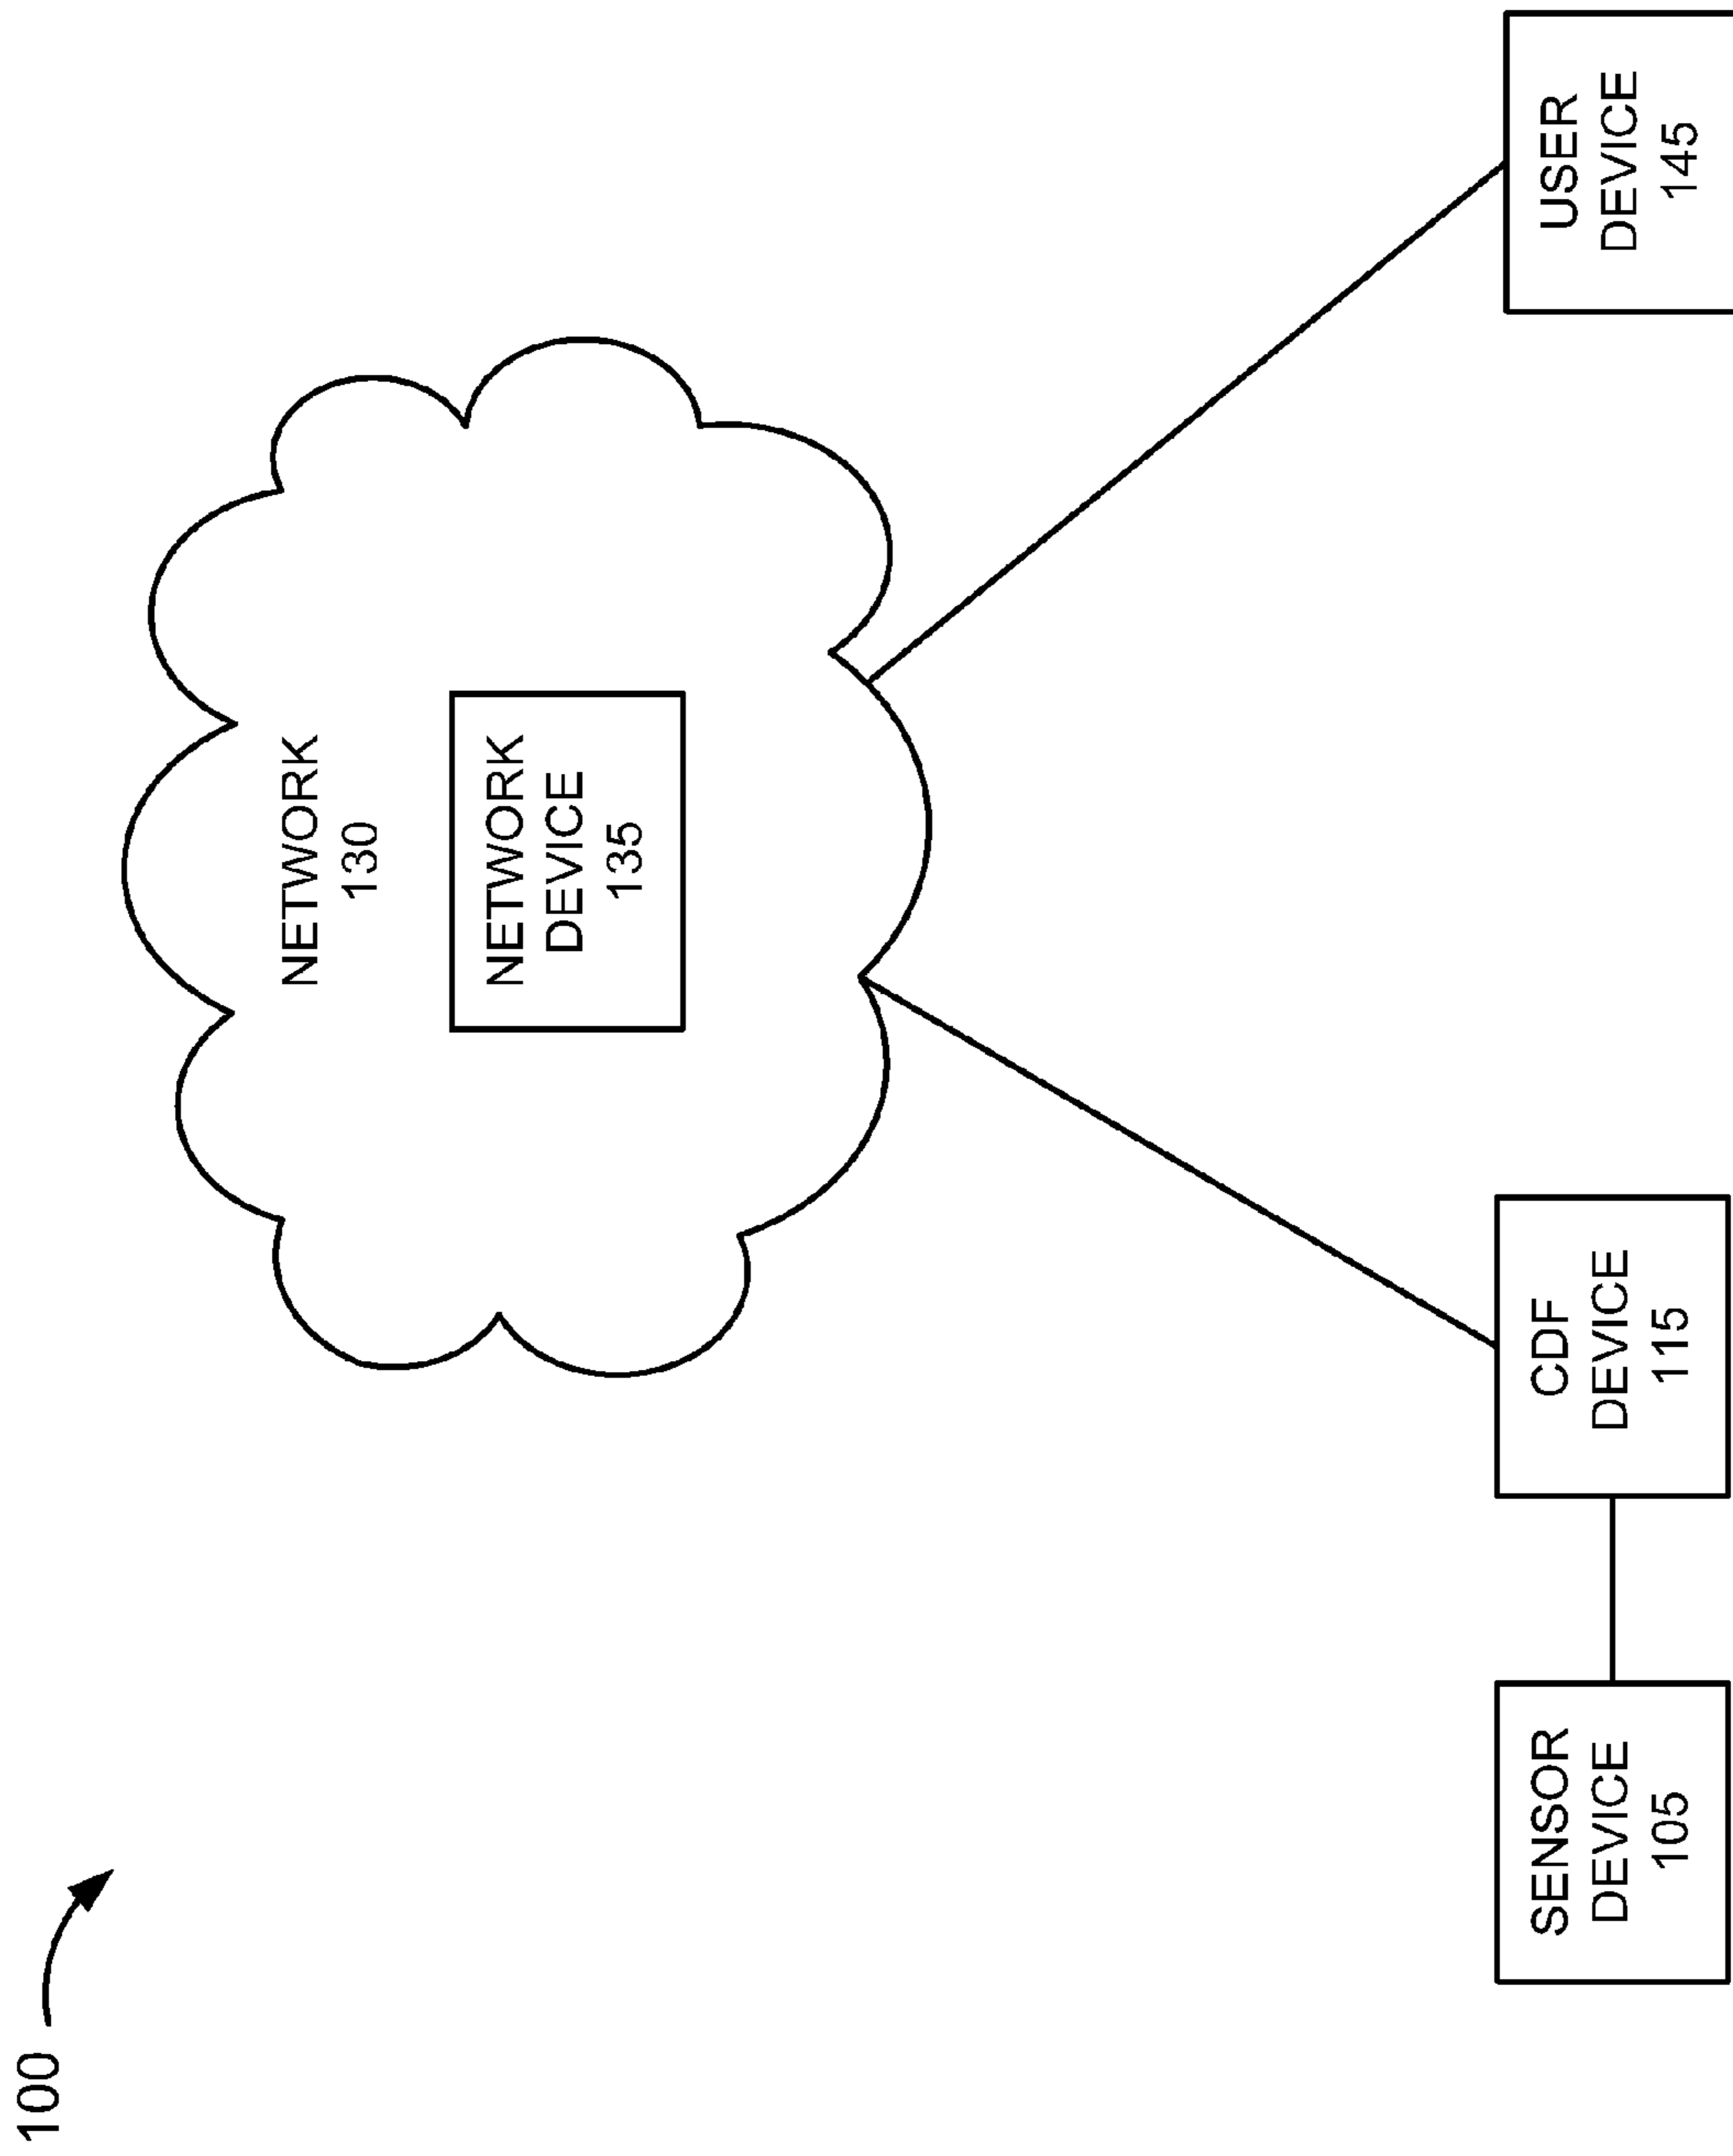 100
NETWORK
130
NETWORK
DEVICE
135
SENSOR
DEVICE
105
CDF
DEVICE
115
USER
DEVICE
145